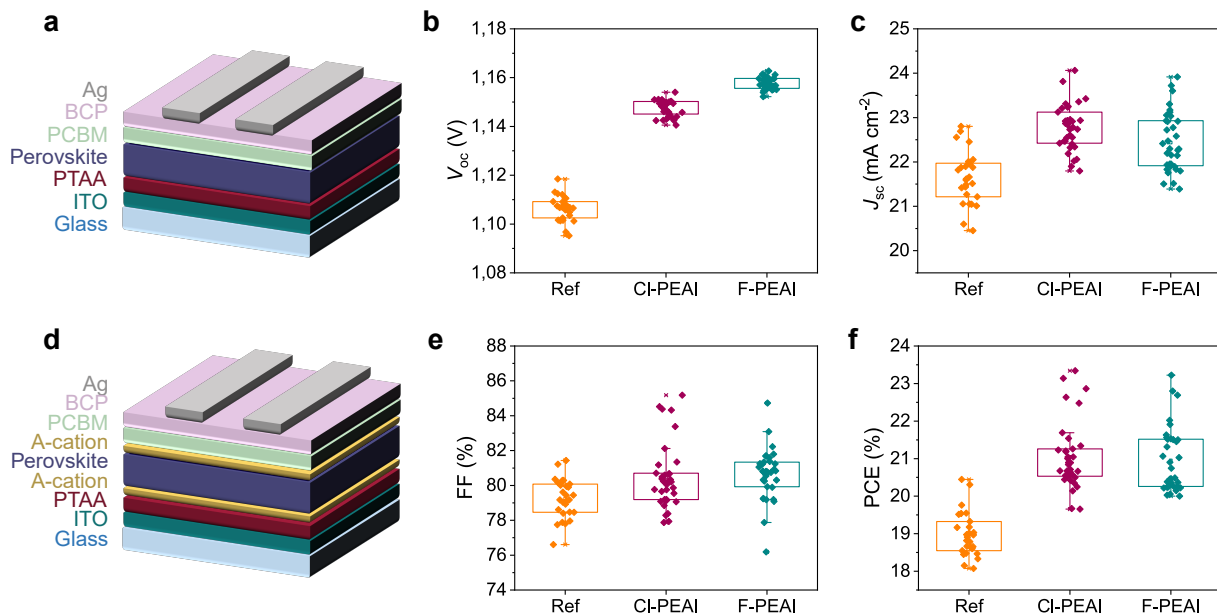 a
Ag
BCP
PCBM
Perovskite
PTAA
ITO
Glass
b
Voc (V)
1,18
1,16
1,14
1,12
1,10
1,08
Ref
Cl-PEAI
F-PEAI
c
Jsc (mA cm−2)
25
24
23
22
21
20
Ref
Cl-PEAI
F-PEAI
d
Ag
BCP
PCBM
A-cation
Perovskite
A-cation
PTAA
ITO
Glass
e
FF (%)
88
86
84
82
80
78
76
74
Ref
Cl-PEAI
F-PEAI
f
PCE (%)
24
23
22
21
20
19
18
Ref
Cl-PEAI
F-PEAI